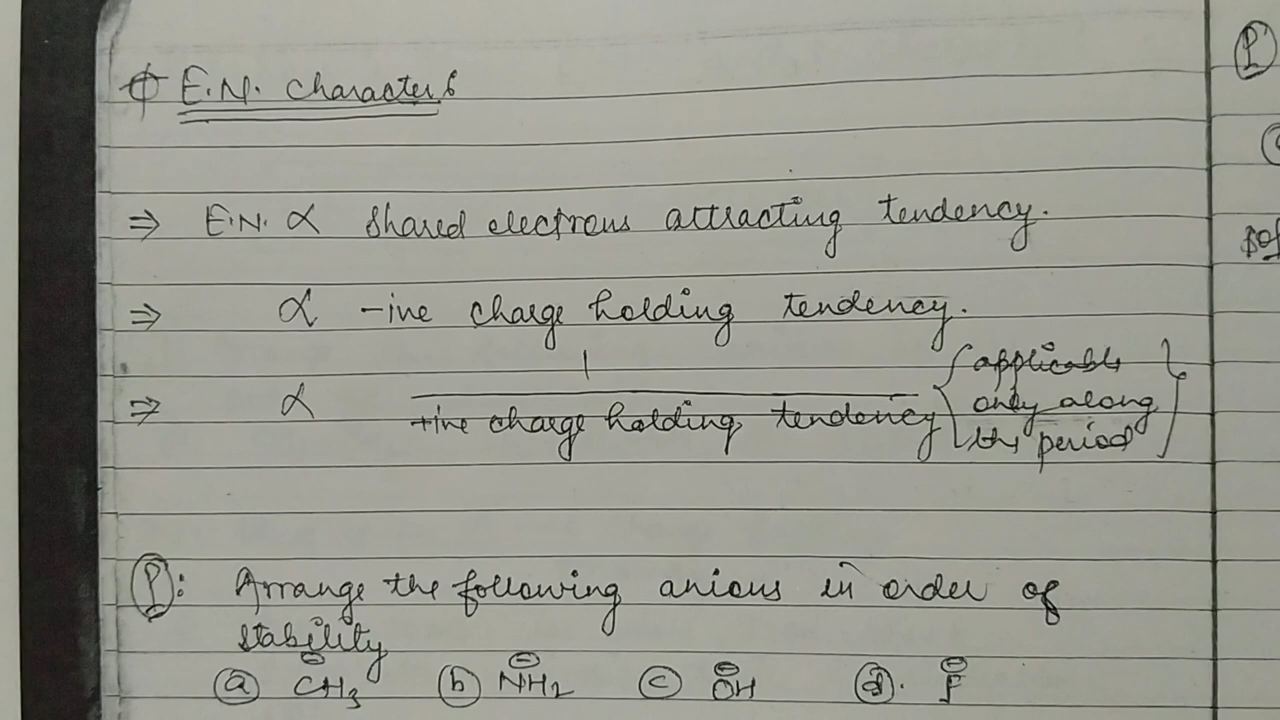 E.N. Character
⇒ E.N. ∝ shared electrons attracting tendency.
⇒ ∝ -ive charge holding tendency.
⇒ ∝ 1
+ive charge holding tendency { applicable
only along
the period }
(P): Arrange the following anions in order of
stability
(a) ⊖CH3 (b) ⊖NH2 (c) ⊖OH (d). ⊖F
(P)
Sol